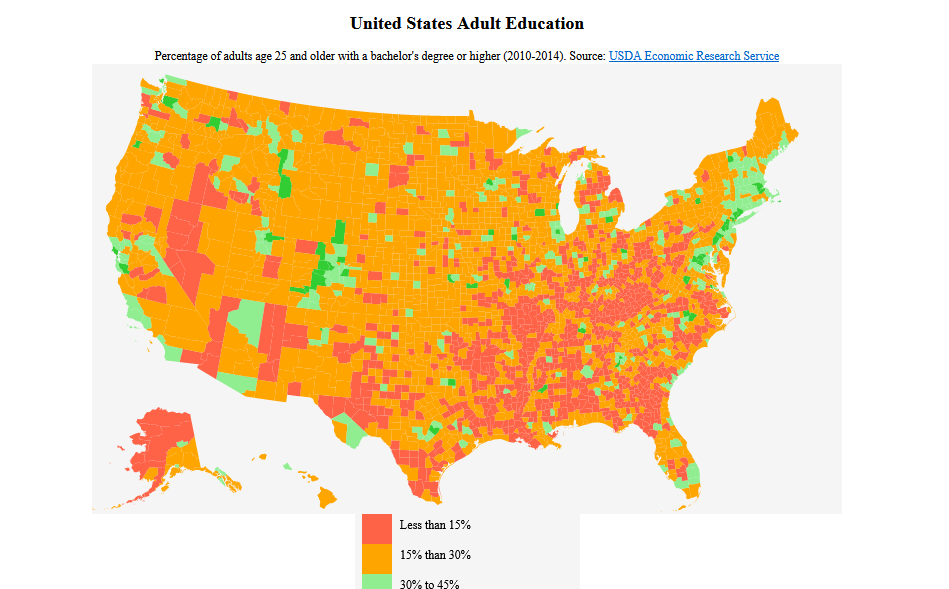 United States Adult Education
Percentage of adults age 25 and older with a bachelor's degree or higher (2010-2014). Source: USDA Economic Research Service
Less than 15%
15% than 30%
30% to 45%